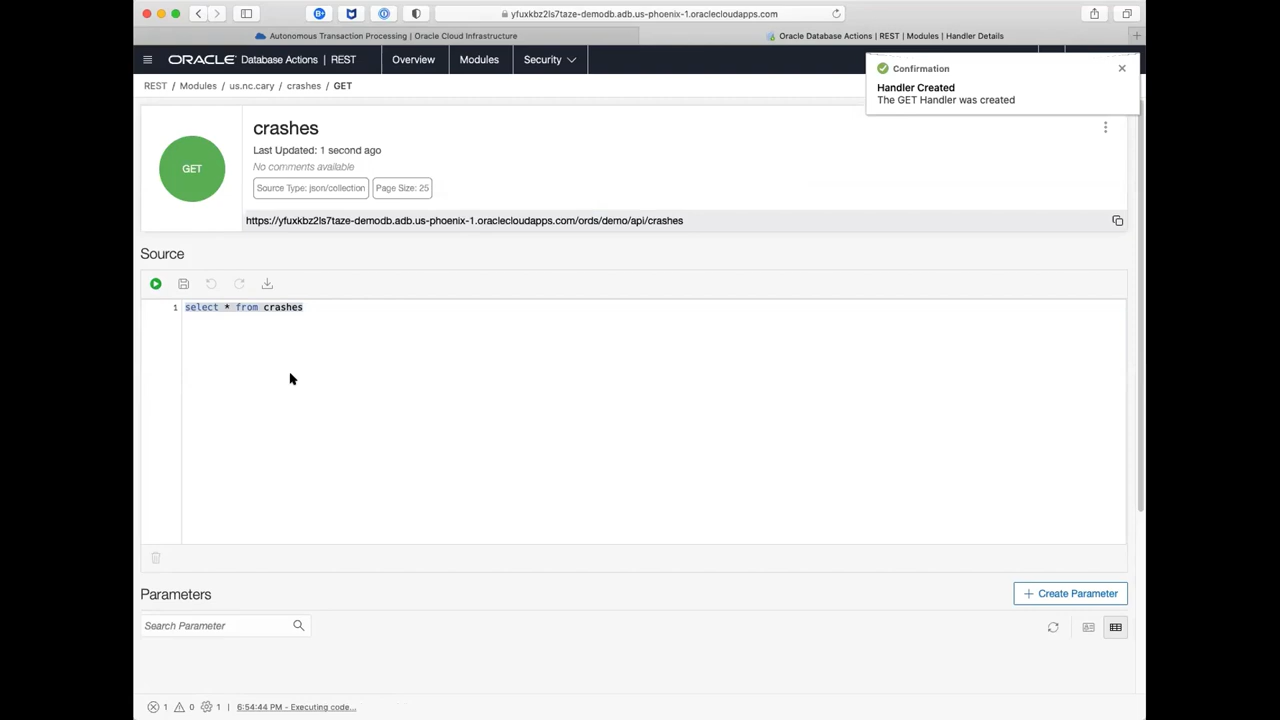 yfuxkbz2ls7taze-demodb.adb.us-phoenix-1.oraclecloudapps.com
Autonomous Transaction Processing | Oracle Cloud Infrastructure
Oracle Database Actions | REST | Modules | Handler Details
ORACLE Database Actions | REST
Overview
Modules
Security
Confirmation
Handler Created
The GET Handler was created
REST / Modules / us.nc.cary / crashes / GET
GET
crashes
Last Updated: 1 second ago
No comments available
Source Type: json/collection
Page Size: 25
https://yfuxkbz2ls7taze-demodb.adb.us-phoenix-1.oraclecloudapps.com/ords/demo/api/crashes
Source
1 select * from crashes
Parameters
+ Create Parameter
Search Parameter
1 0 1 | 6:54:44 PM - Executing code...